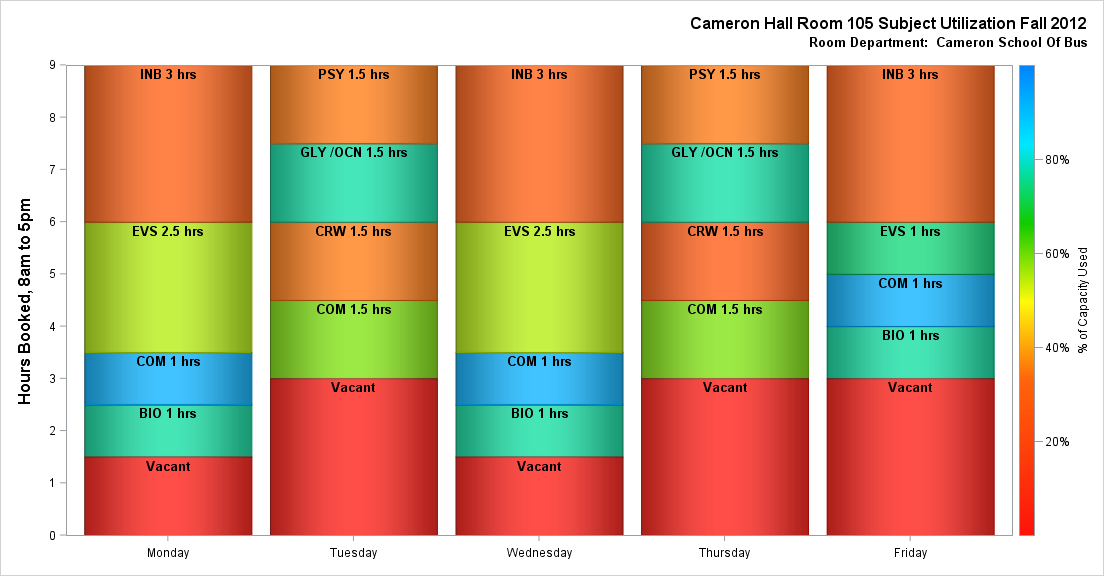 Cameron Hall Room 105 Subject Utilization Fall 2012
Room Department:  Cameron School Of Bus
Hours Booked, 8am to 5pm
9
8
7
6
5
4
3
2
1
0
INB 3 hrs
EVS 2.5 hrs
COM 1 hrs
BIO 1 hrs
Vacant
PSY 1.5 hrs
GLY /OCN 1.5 hrs
CRW 1.5 hrs
COM 1.5 hrs
Vacant
INB 3 hrs
EVS 2.5 hrs
COM 1 hrs
BIO 1 hrs
Vacant
PSY 1.5 hrs
GLY /OCN 1.5 hrs
CRW 1.5 hrs
COM 1.5 hrs
Vacant
INB 3 hrs
EVS 1 hrs
COM 1 hrs
BIO 1 hrs
Vacant
Monday
Tuesday
Wednesday
Thursday
Friday
80%
60%
40%
20%
% of Capacity Used